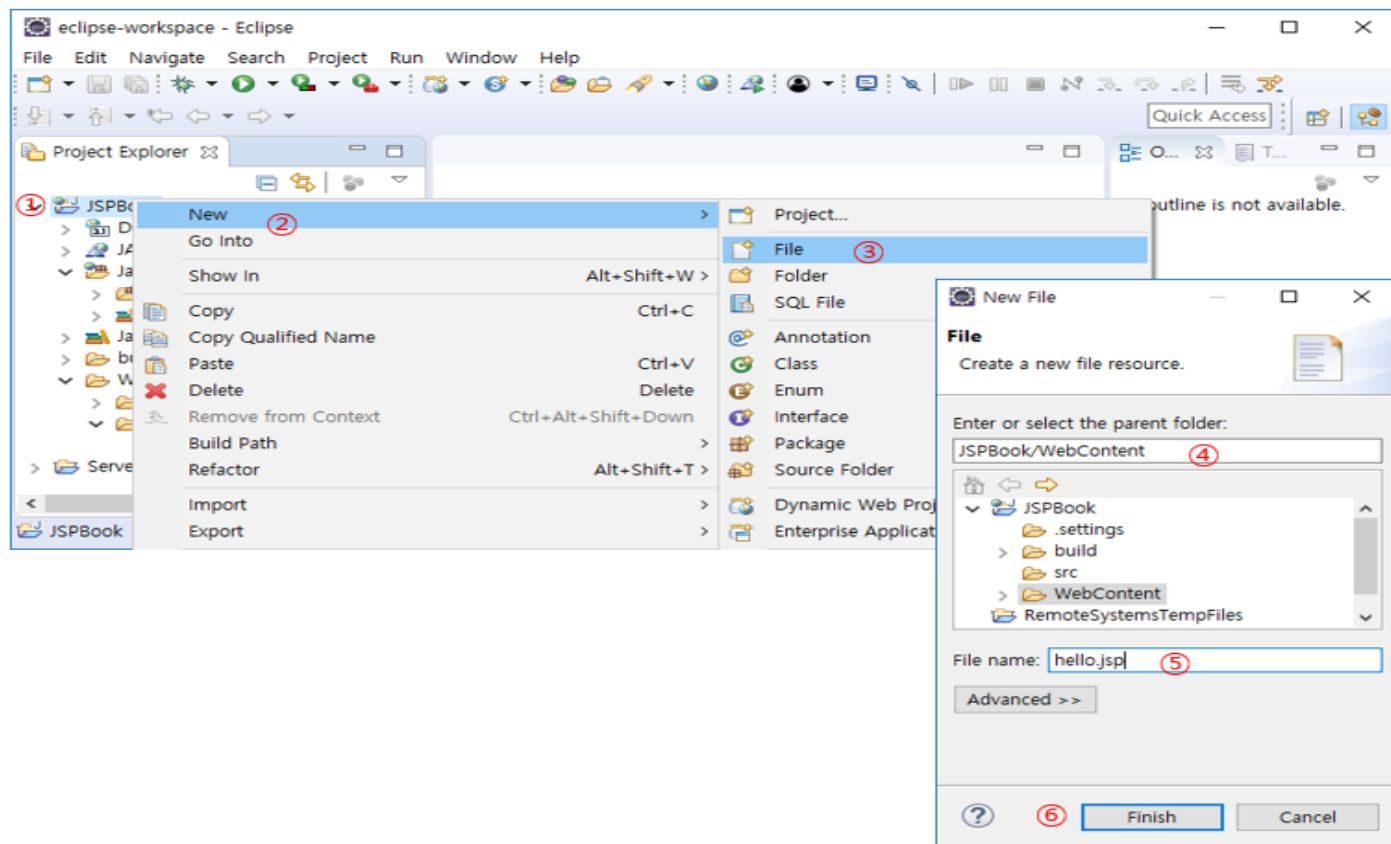 eclipse-workspace - Eclipse
File Edit Navigate Search Project Run Window Help
Quick Access
Project Explorer
O... T...
① JSPBo
outline is not available.
D
JA
Ja
Ja
bu
W
Serve
JSPBook
New ②
Go Into
Show In Alt+Shift+W >
Copy Ctrl+C
Copy Qualified Name
Paste Ctrl+V
Delete Delete
Remove from Context Ctrl+Alt+Shift+Down
Build Path >
Refactor Alt+Shift+T >
Import >
Export >
Project...
File ③
Folder
SQL File
Annotation
Class
Enum
Interface
Package
Source Folder
Dynamic Web Proj
Enterprise Applicat
New File
File
Create a new file resource.
Enter or select the parent folder:
JSPBook/WebContent ④
JSPBook
.settings
build
src
WebContent
RemoteSystemsTempFiles
File name: hello.jsp ⑤
Advanced >>
? ⑥ Finish Cancel